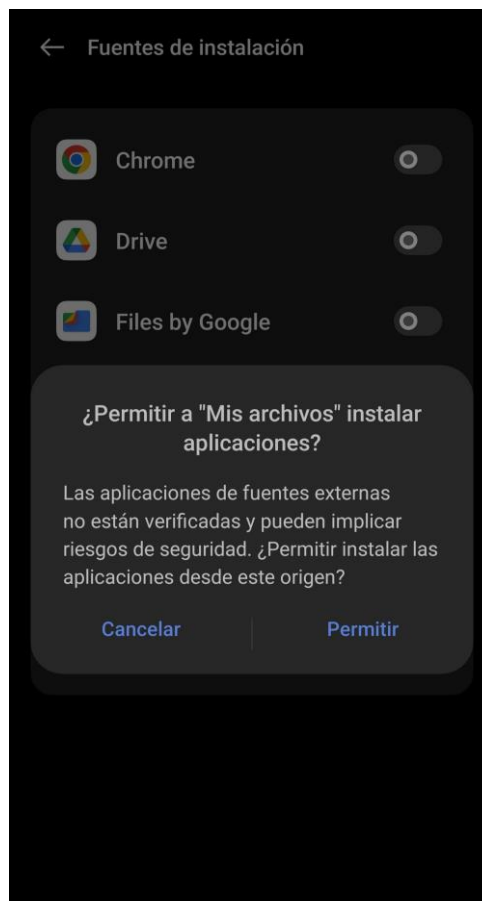 Fuentes de instalación
Chrome
Drive
Files by Google
¿Permitir a "Mis archivos" instalar
aplicaciones?
Las aplicaciones de fuentes externas
no están verificadas y pueden implicar
riesgos de seguridad. ¿Permitir instalar las
aplicaciones desde este origen?
Cancelar
Permitir